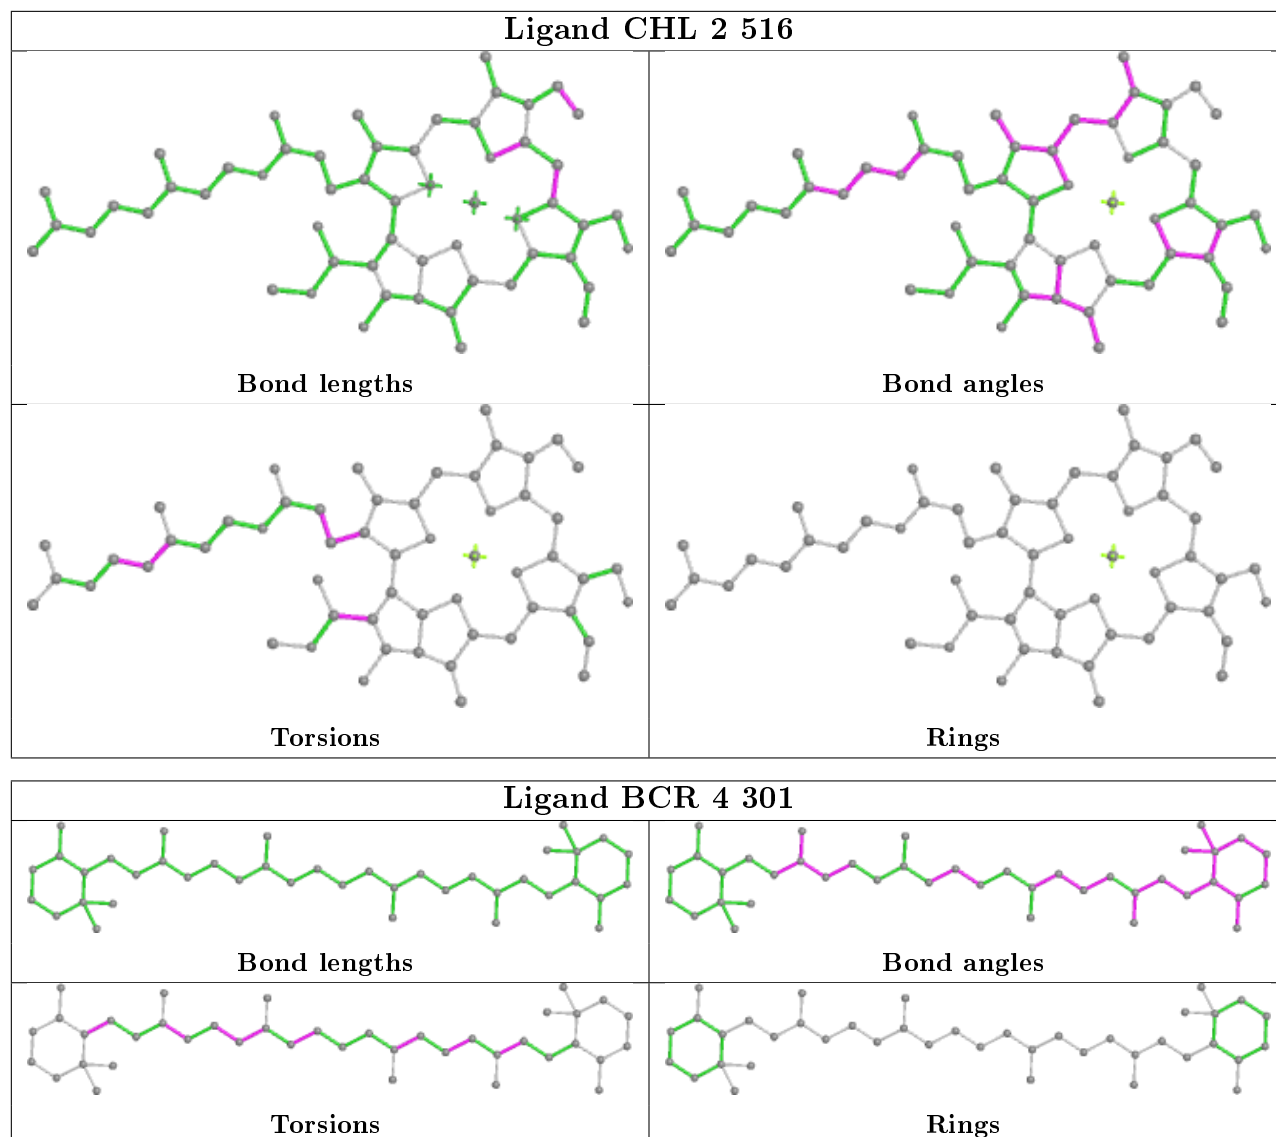 Ligand CHL 2 516
Bond lengths
Bond angles
Torsions
Rings
Ligand BCR 4 301
Bond lengths
Bond angles
Torsions
Rings